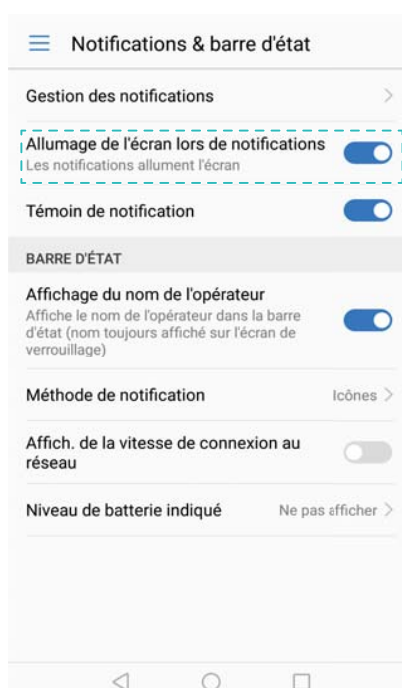 Notifications & barre d'état
Gestion des notifications
Allumage de l'écran lors de notifications
Les notifications allument l'écran
Témoin de notification
BARRE D'ÉTAT
Affichage du nom de l'opérateur
Affiche le nom de l'opérateur dans la barre
d'état (nom toujours affiché sur l'écran de
verrouillage)
Méthode de notification Icônes
Affich. de la vitesse de connexion au
réseau
Niveau de batterie indiqué Ne pas afficher